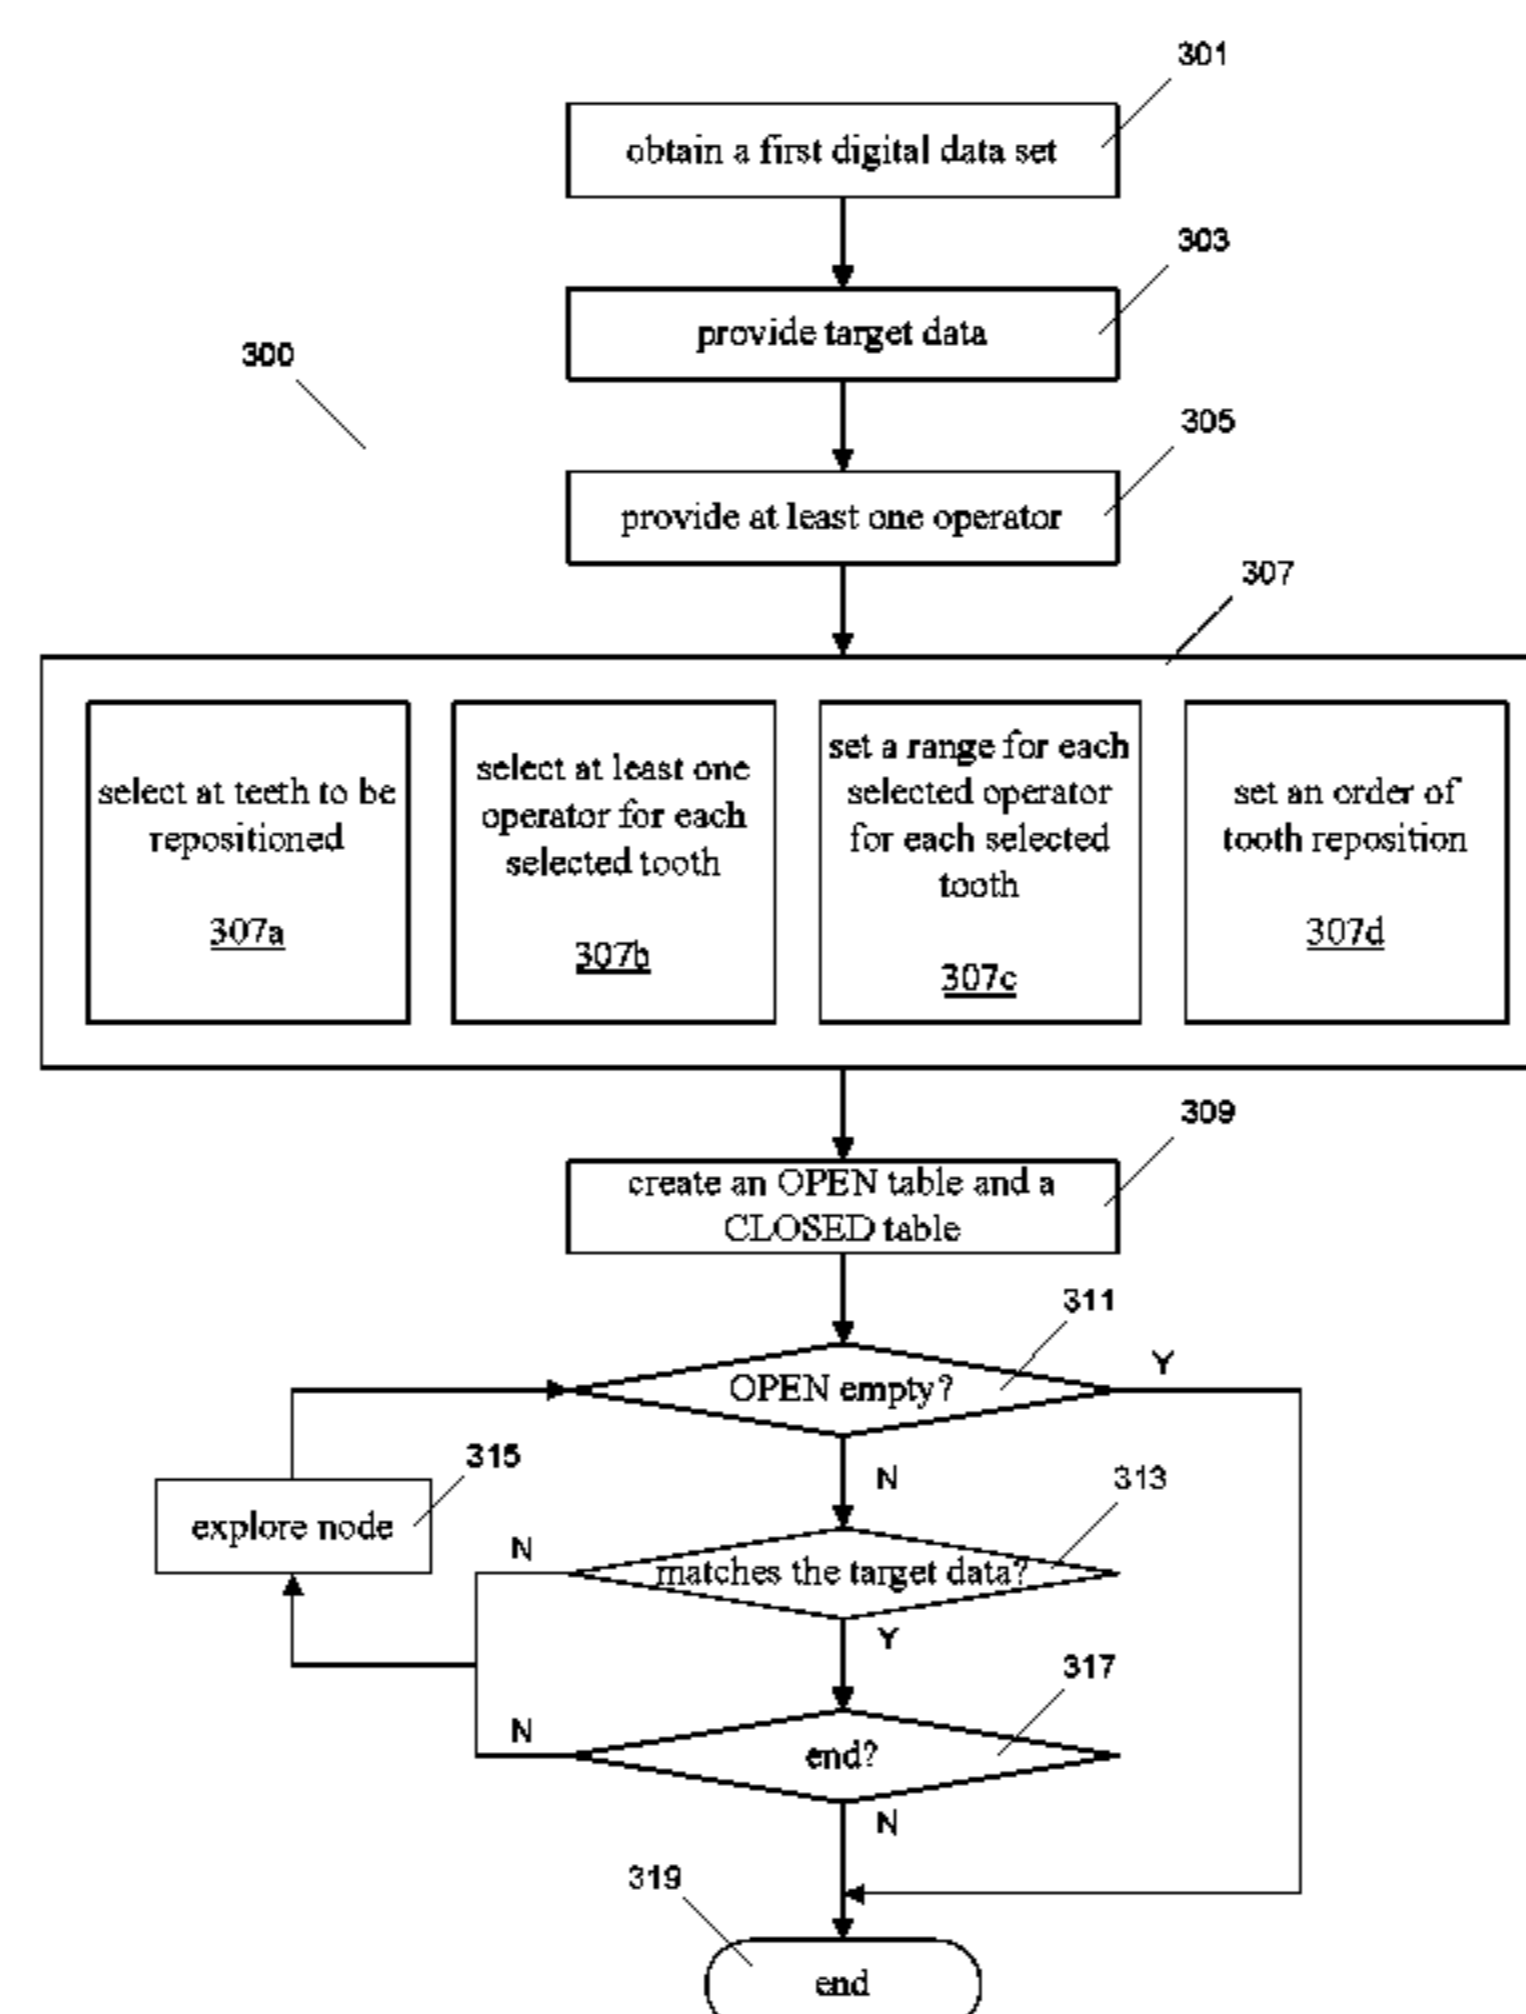 301
obtain a first digital data set
303
provide target data
300
305
provide at least one operator
307
select at teeth to be
repositioned
307a
select at least one
operator for each
selected tooth
307b
set a range for each
selected operator
for each selected
tooth
307c
set an order of
tooth reposition
307d
309
create an OPEN table and a
CLOSED table
311
OPEN empty?
Y
N
315
explore node
313
matches the target data?
N
Y
317
end?
N
N
319
end